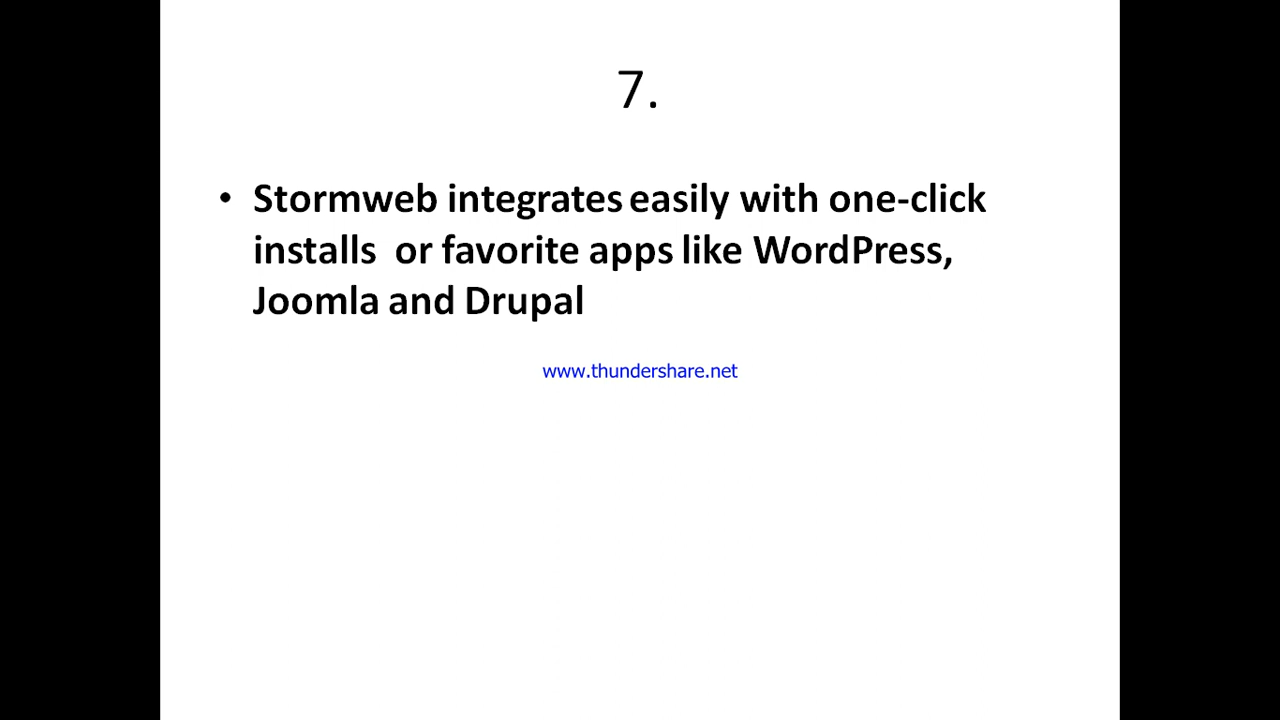 7.
• Stormweb integrates easily with one-click
installs  or favorite apps like WordPress,
Joomla and Drupal
www.thundershare.net